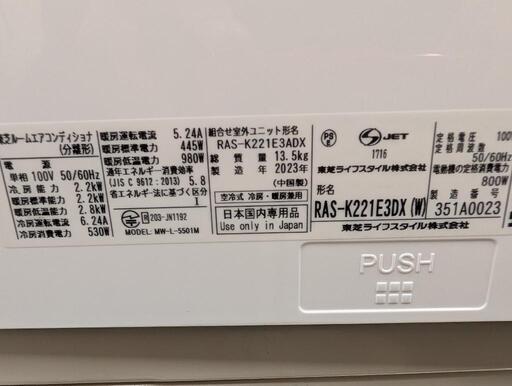 東芝ルームエアコンディショナ
(分離形)
電源
単相 100V 50/60Hz
冷房能力 2.2kW
暖房能力 2.2kW
暖房低温能力 2.8kW
冷房運転電流 6.24A
冷房消費電力 530W
暖房運転電流 5.24A
暖房標準電力 445W
暖房低温電力 980W
通年エネルギー消費効率
(JIS C 9612:2013) 5.8
省エネルギー法に基づく区分名
I
203-JN1192
MODEL: MW-L-5501M
組合せ室外ユニット形名
RAS-K221E3ADX
総質量 13.5kg
製造年 2023年
(中国製)
空冷式 冷房・暖房兼用
日本国内専用品
Use only in Japan
PS
E
JET
1716
東芝ライフスタイル株式会社
形名
RAS-K221E3DX(W)
定格電圧 100
定格周波数
50/60Hz
電動機の定格消費電力
800W
製造番号
351A0023
東芝ライフスタイル株式会社
PUSH